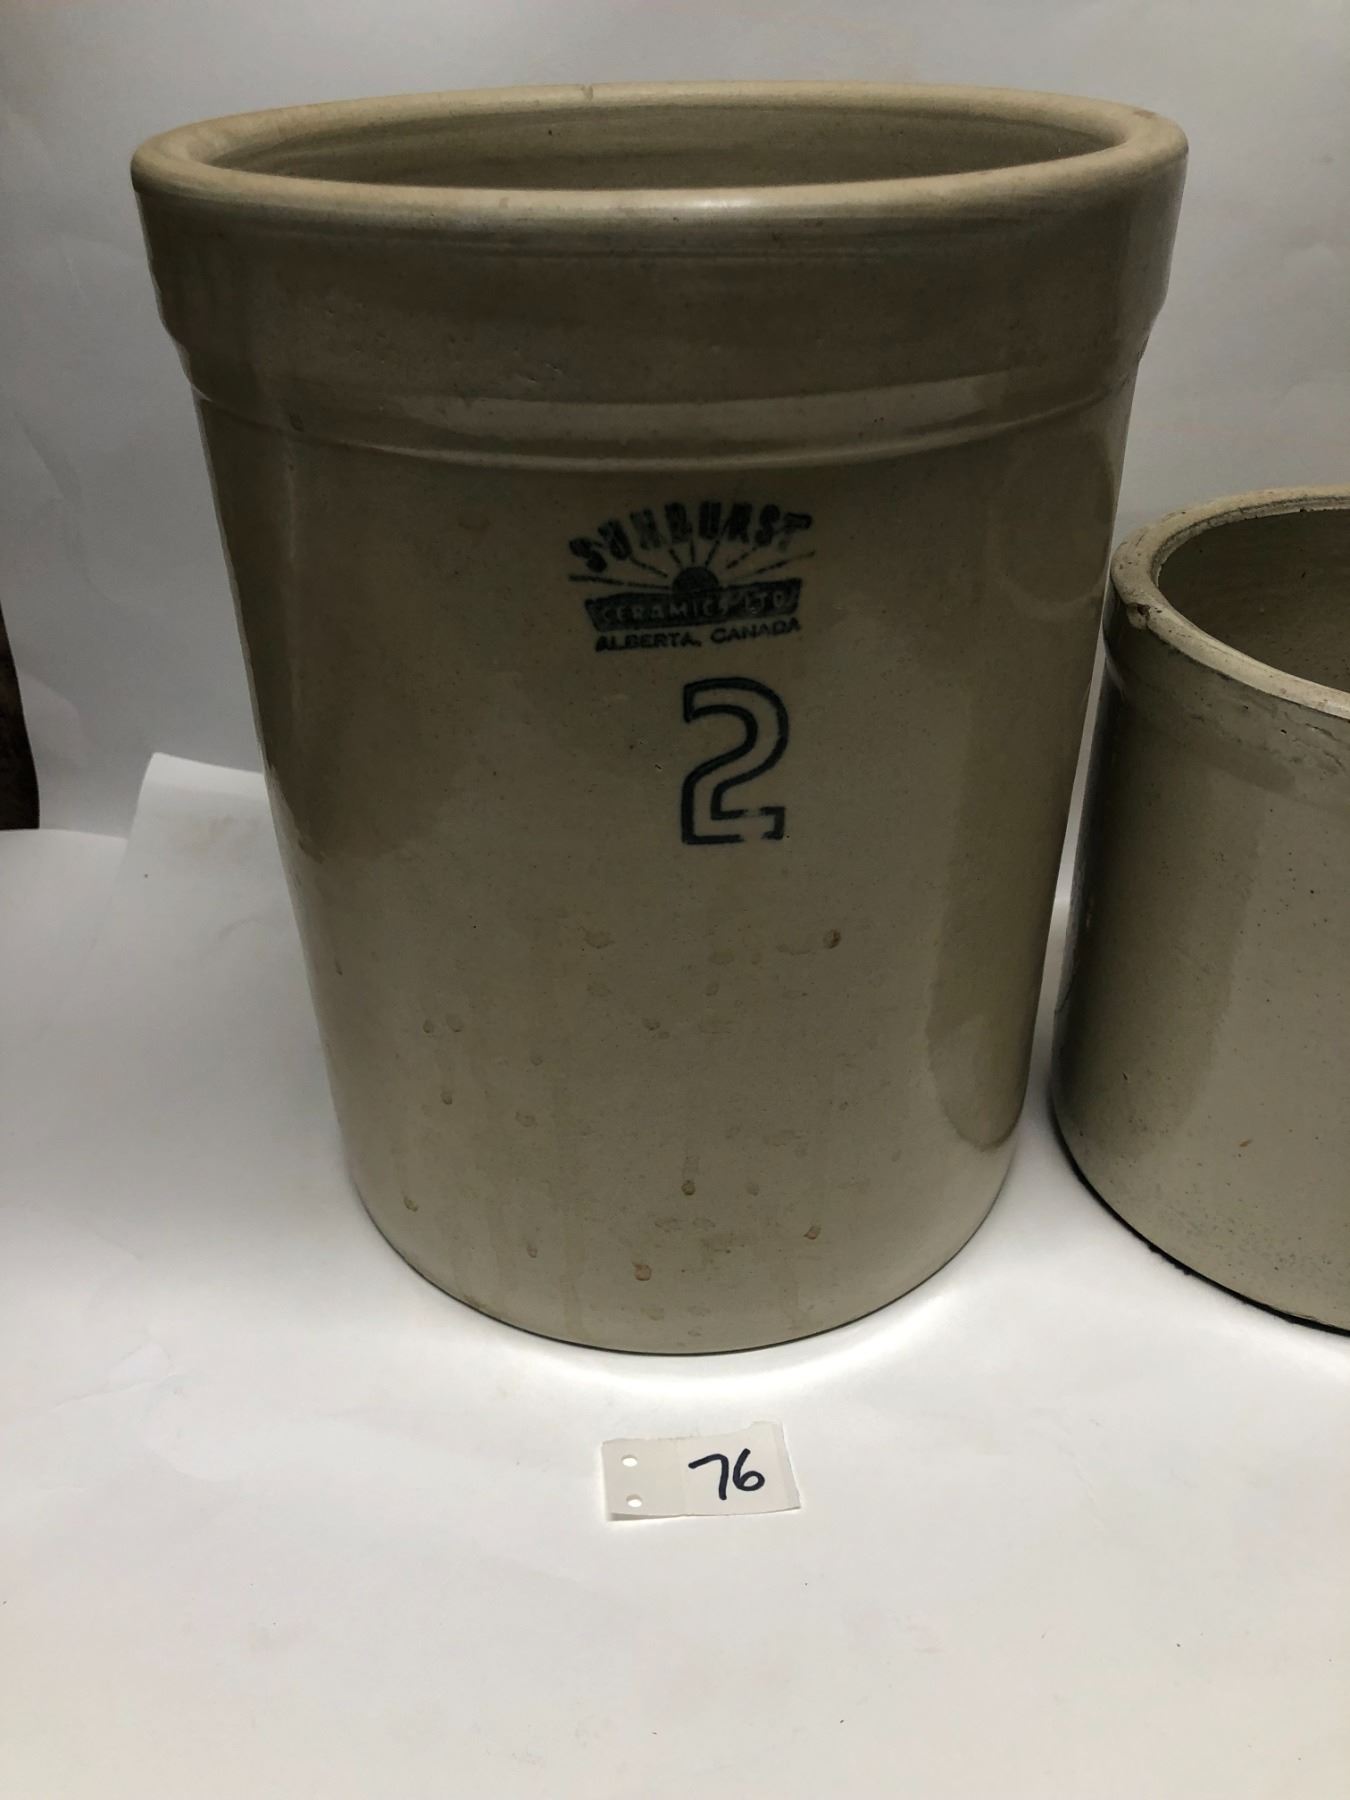 SUNBURST
CERAMICS LTD
ALBERTA, CANADA
2
76